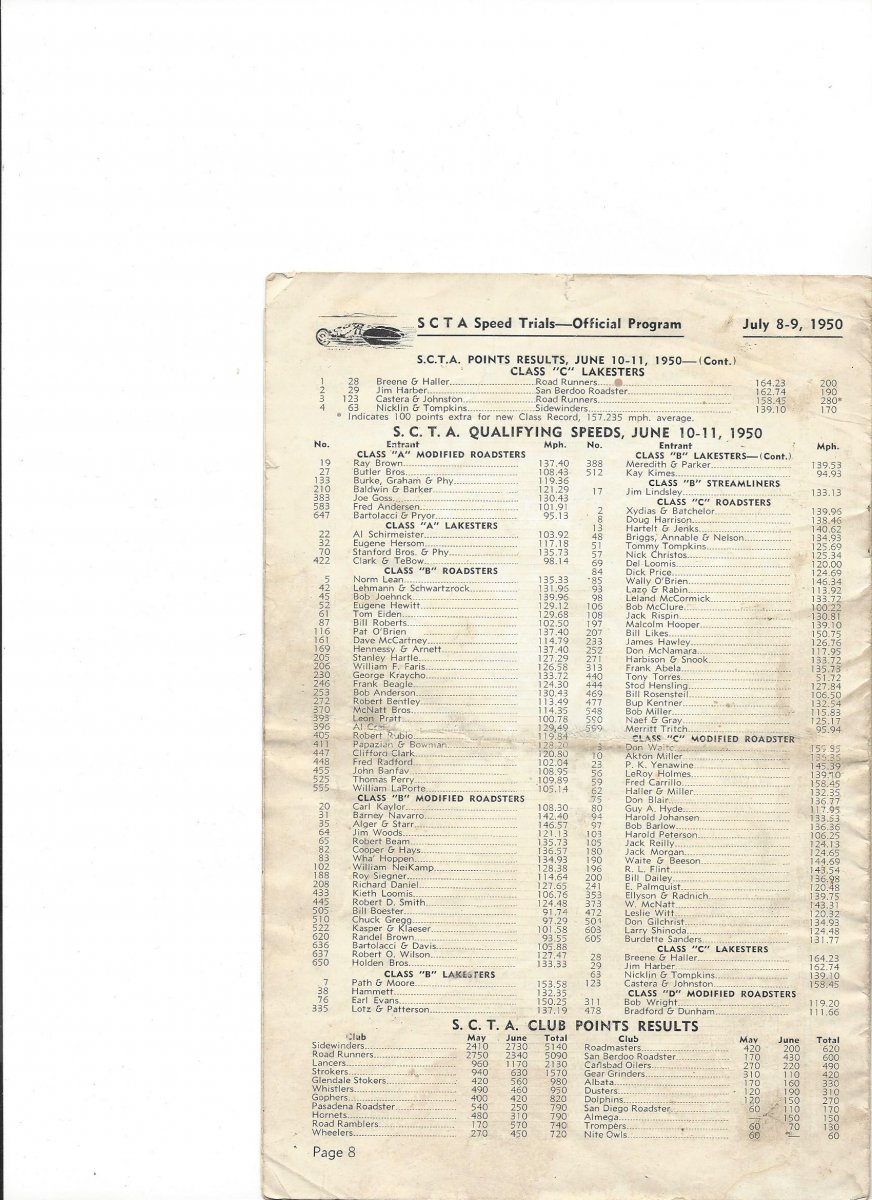 SCTA Speed Trials—Official Program July 8-9, 1950
S.C.T.A. POINTS RESULTS, JUNE 10-11, 1950—(Cont.)
CLASS "C" LAKESTERS
1 28 Breene & Haller Road Runners 164.23 200
2 29 Jim Harber San Berdoo Roadster 162.74 190
3 123 Castera & Johnston Road Runners 158.45 280*
4 63 Nicklin & Tompkins Sidewinders 139.10 170
* Indicates 100 points extra for new Class Record, 157.235 mph. average.
S. C. T. A. QUALIFYING SPEEDS, JUNE 10-11, 1950
No. Entrant Mph.
CLASS "A" MODIFIED ROADSTERS
19 Ray Brown 137.40
27 Butler Bros. 108.43
133 Burke, Graham & Phy 119.36
210 Baldwin & Barker 121.29
383 Joe Goss 130.43
583 Fred Andersen 101.91
647 Bartolacci & Pryor 95.13
CLASS "A" LAKESTERS
22 Al Schirmeister 103.92
32 Eugene Hersom 117.18
70 Stanford Bros. & Phy 135.73
422 Clark & TeBow 98.14
CLASS "B" ROADSTERS
5 Norm Lean 135.33
42 Lehmann & Schwartzrock 131.96
45 Bob Joehnck 139.96
52 Eugene Hewitt 129.12
61 Tom Eiden 129.68
87 Bill Roberts 102.50
116 Pat O'Brien 137.40
161 Dave McCartney 114.79
169 Hennessy & Arnett 137.40
205 Stanley Hartle 127.29
206 William F. Faris 126.58
230 George Kraycho 133.72
246 Frank Beagle 124.30
253 Bob Anderson 130.43
272 Robert Bentley 113.49
370 McNatt Bros. 114.35
393 Leon Pratt 100.78
396 Al 129.49
405 Robert Rubio 119.84
411 Papazian & Bowman 128.20
447 Clifford Clark 120.80
448 Fred Radford 102.04
455 John Banfav 108.95
525 Thomas Perry 109.89
555 William LaPorte 105.14
CLASS "B" MODIFIED ROADSTERS
20 Carl Kaylor 108.30
31 Barney Navarro 142.40
35 Alger & Starr 146.57
64 Jim Woods 121.13
65 Robert Beam 135.73
82 Cooper & Hays 136.57
83 Wha' Hoppen 134.93
102 William NeiKamp 128.38
188 Roy Siegner 114.64
208 Richard Daniel 127.65
433 Kieth Loomis 106.76
445 Robert D. Smith 124.48
505 Bill Boester 91.74
510 Chuck Gregg 97.29
522 Kasper & Klaeser 101.58
620 Randel Brown 93.55
636 Bartolacci & Davis 105.88
637 Robert O. Wilson 127.47
650 Holden Bros. 133.33
CLASS "B" LAKESTERS
7 Path & Moore 153.58
38 Hammett 132.35
76 Earl Evans 150.25
335 Lotz & Patterson 137.19
No. Entrant Mph.
CLASS "B" LAKESTERS—(Cont.)
388 Meredith & Parker 139.53
512 Kay Kimes 94.93
CLASS "B" STREAMLINERS
17 Jim Lindsley 133.13
CLASS "C" ROADSTERS
2 Xydias & Batchelor 139.96
8 Doug Harrison 138.46
13 Hartelt & Jenks 140.62
48 Briggs, Annable & Nelson 134.93
51 Tommy Tompkins 125.69
57 Nick Christos 125.34
69 Del Loomis 120.00
84 Dick Price 124.69
85 Wally O'Brien 146.34
93 Lazo & Rabin 113.92
98 Leland McCormick 133.72
106 Bob McClure 100.22
108 Jack Rispin 130.81
197 Malcolm Hooper 139.10
207 Bill Likes 150.75
233 James Hawley 126.76
252 Don McNamara 117.95
271 Harbison & Snook 133.72
313 Frank Abela 135.73
440 Tony Torres 51.72
444 Stod Hensling 127.84
469 Bill Rosensteil 106.50
477 Bup Kentner 132.54
548 Bob Miller 115.83
590 Naef & Gray 125.17
599 Merritt Tritch 95.94
CLASS "C" MODIFIED ROADSTER
3 Don Waite
10 Akton Miller
23 P. K. Yenawine 145.39
56 LeRoy Holmes 139.10
59 Fred Carrillo 158.45
62 Haller & Miller 132.35
75 Don Blair 136.77
80 Guy A. Hyde 117.95
94 Harold Johansen 133.53
97 Bob Barlow 136.36
103 Harold Peterson 106.25
105 Jack Reilly 124.13
180 Jack Morgan 124.65
190 Waite & Beeson 144.69
196 R. L. Flint 143.54
200 Bill Dailey 136.98
241 E. Palmquist 120.48
353 Ellyson & Radnich 139.75
373 W. McNatt 143.31
472 Leslie Witt 120.32
501 Don Gilchrist 134.93
603 Larry Shinoda 124.48
605 Burdette Sanders 131.77
CLASS "C" LAKESTERS
28 Breene & Haller 164.23
29 Jim Harber 162.74
63 Nicklin & Tompkins 139.10
123 Castera & Johnston 158.45
CLASS "D" MODIFIED ROADSTERS
311 Bob Wright 119.20
478 Bradford & Dunham 111.66
S. C. T. A. CLUB POINTS RESULTS
Club May June Total
Sidewinders 2410 2730 5140
Road Runners 2750 2340 5090
Lancers 960 1170 2130
Strokers 940 630 1570
Glendale Stokers 420 560 980
Whistlers 490 460 950
Gophers 400 420 820
Pasadena Roadster 540 250 790
Hornets 480 310 790
Road Ramblers 170 570 740
Wheelers 270 450 720
Club May June Total
Roadmasters 420 200 620
San Berdoo Roadster 170 430 600
Carlsbad Oilers 270 220 490
Gear Grinders 310 110 420
Albata 170 160 330
Dusters 120 190 310
Dolphins 120 150 270
San Diego Roadster 60 110 170
Almega — 150 150
Trompers 60 70 130
Nite Owls 60 — 60
Page 8